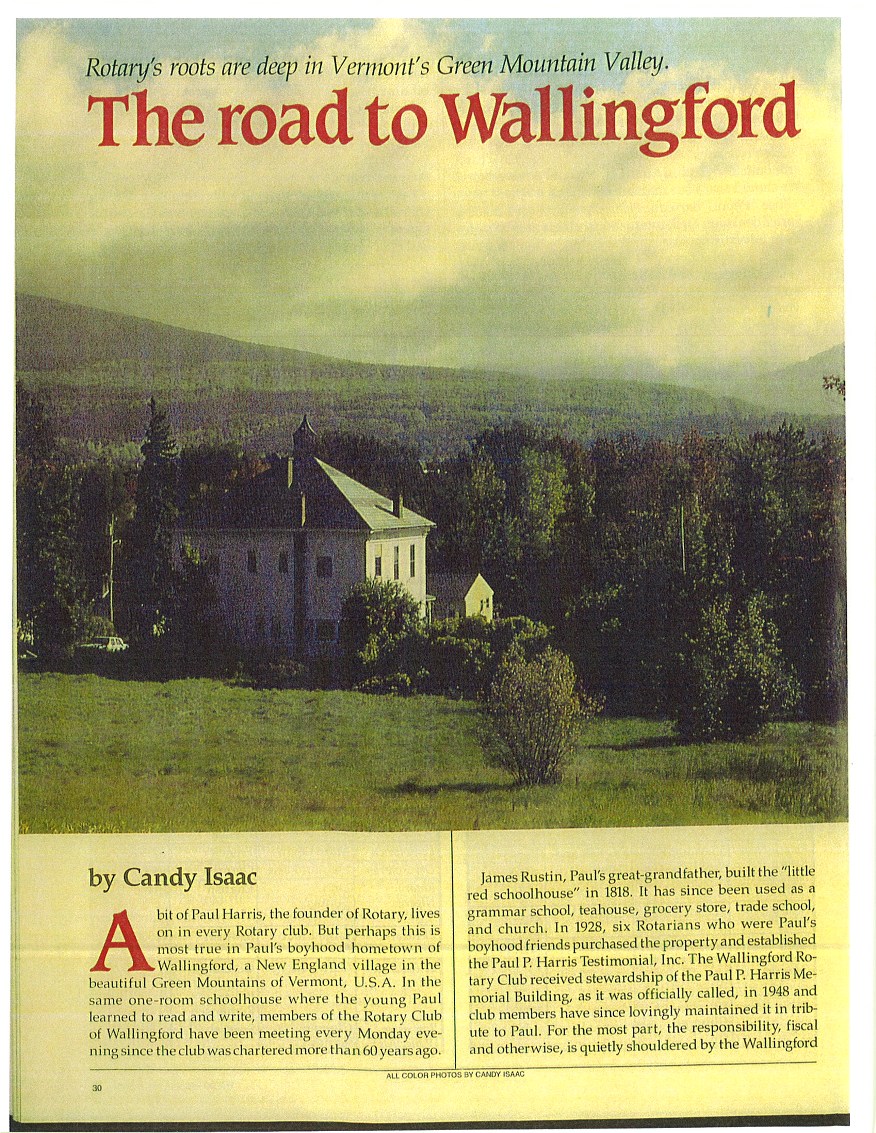 Rotary's roots are deep in Vermont's Green Mountain Valley.
The road to Wallingford
by Candy Isaac
A bit of Paul Harris, the founder of Rotary, lives
on in every Rotary club. But perhaps this is
most true in Paul's boyhood hometown of
Wallingford, a New England village in the
beautiful Green Mountains of Vermont, U.S.A. In the
same one-room schoolhouse where the young Paul
learned to read and write, members of the Rotary Club
of Wallingford have been meeting every Monday eve-
ning since the club was chartered more than 60 years ago.
James Rustin, Paul's great-grandfather, built the "little
red schoolhouse" in 1818. It has since been used as a
grammar school, teahouse, grocery store, trade school,
and church. In 1928, six Rotarians who were Paul's
boyhood friends purchased the property and established
the Paul P. Harris Testimonial, Inc. The Wallingford Ro-
tary Club received stewardship of the Paul P. Harris Me-
morial Building, as it was officially called, in 1948 and
club members have since lovingly maintained it in trib-
ute to Paul. For the most part, the responsibility, fiscal
and otherwise, is quietly shouldered by the Wallingford
ALL COLOR PHOTOS BY CANDY ISAAC
30